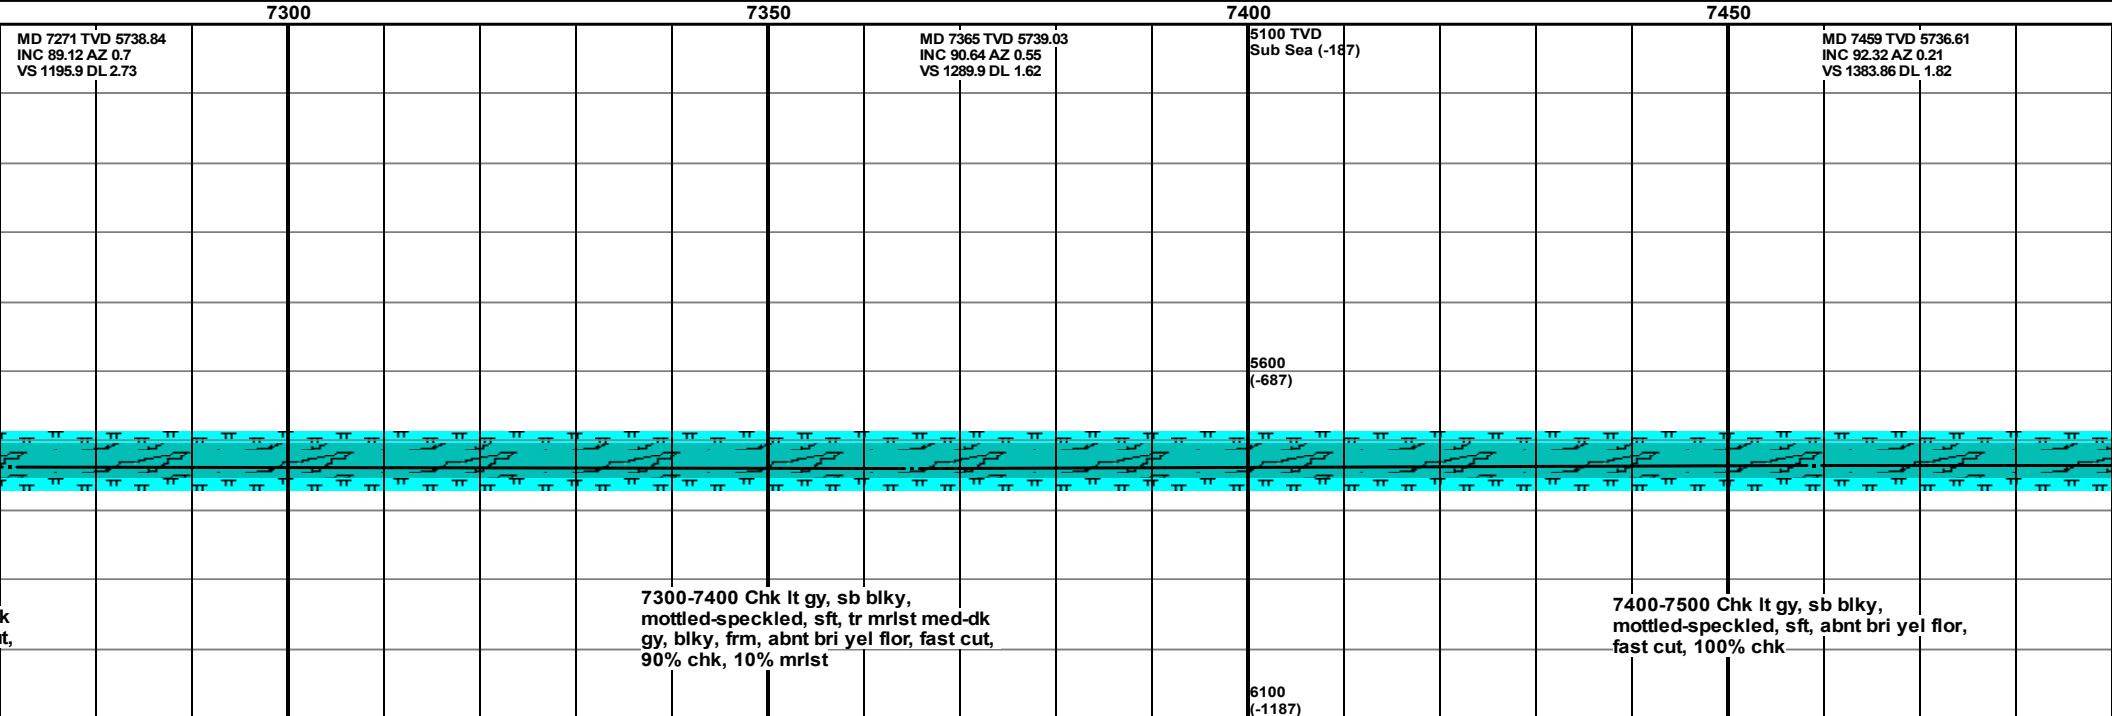 7300 7350 7400 7450
MD 7271 TVD 5738.84
INC 89.12 AZ 0.7
VS 1195.9 DL 2.73
MD 7365 TVD 5739.03
INC 90.64 AZ 0.55
VS 1289.9 DL 1.62
5100 TVD
Sub Sea (-187)
MD 7459 TVD 5736.61
INC 92.32 AZ 0.21
VS 1383.86 DL 1.82
5600
(-687)
k
t,
7300-7400 Chk lt gy, sb blky,
mottled-speckled, sft, tr mrlst med-dk
gy, blky, frm, abnt bri yel flor, fast cut,
90% chk, 10% mrlst
7400-7500 Chk lt gy, sb blky,
mottled-speckled, sft, abnt bri yel flor,
fast cut, 100% chk
6100
(-1187)